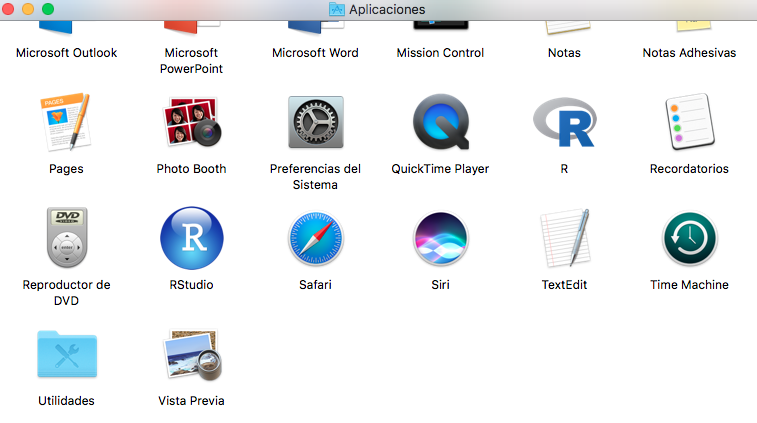 Aplicaciones
Microsoft Outlook
Microsoft
PowerPoint
Microsoft Word
Mission Control
Notas
Notas Adhesivas
PAGES
Pages
Photo Booth
Preferencias del
Sistema
QuickTime Player
R
R
Recordatorios
DVD
Reproductor de
DVD
R
RStudio
Safari
Siri
TextEdit
Time Machine
Utilidades
Vista Previa